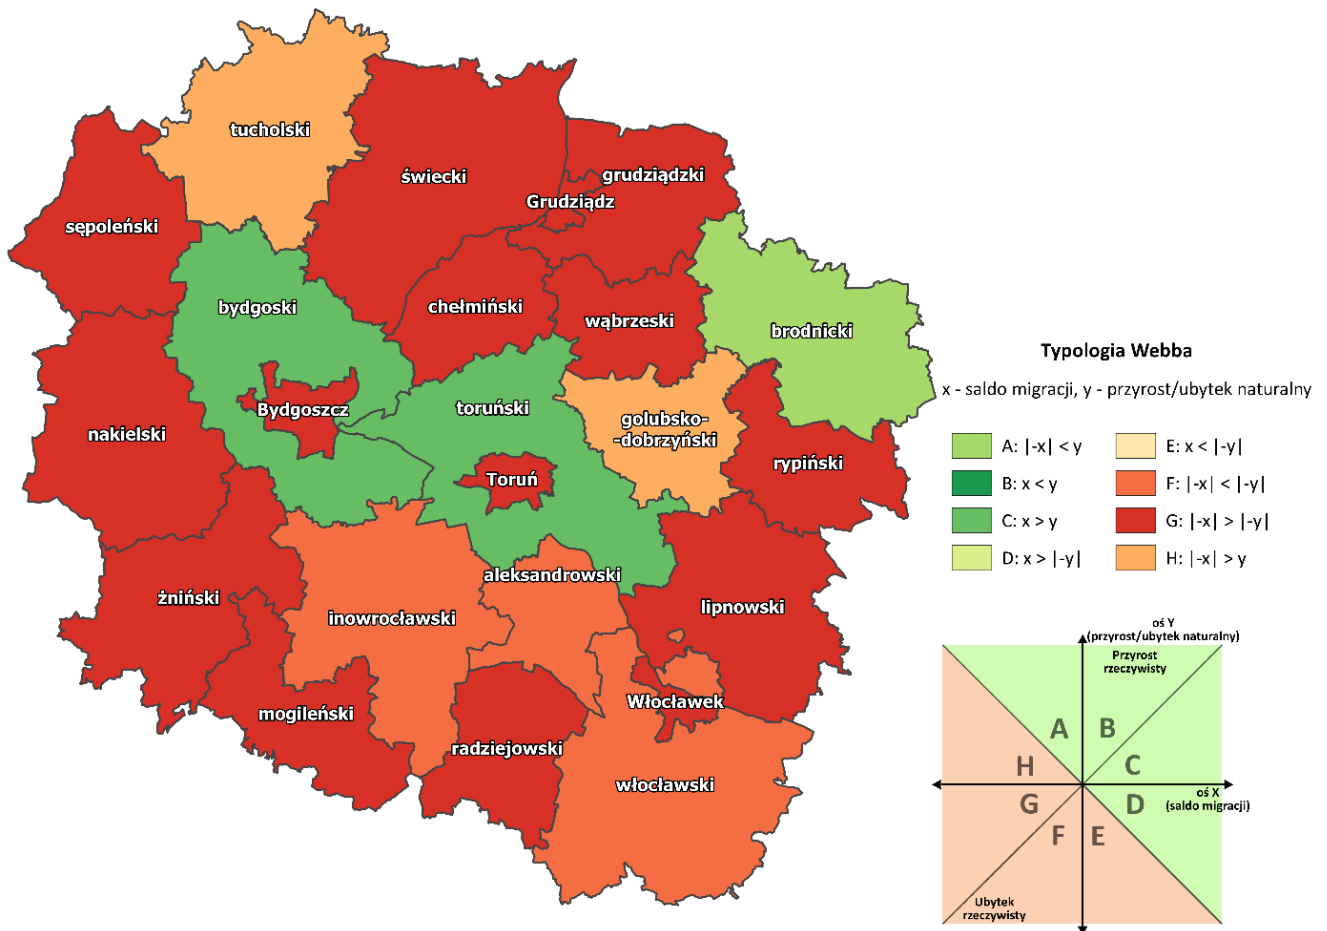 tucholski
świecki
grudziądzki
Grudziądz
sępoleński
bydgoski
chełmiński
wąbrzeski
brodnicki
Bydgoszcz
toruński
golubsko-
-dobrzyński
nakielski
rypiński
Toruń
aleksandrowski
żniński
inowrocławski
lipnowski
Włocławek
mogileński
radziejowski
włocławski
Typologia Webba
x - saldo migracji, y - przyrost/ubytek naturalny
A: |-x| < y
B: x < y
C: x > y
D: x > |-y|
E: x < |-y|
F: |-x| < |-y|
G: |-x| > |-y|
H: |-x| > y
oś Y
(przyrost/ubytek naturalny)
Przyrost
rzeczywisty
A
B
H
C
oś X
(saldo migracji)
G
D
F
E
Ubytek
rzeczywisty